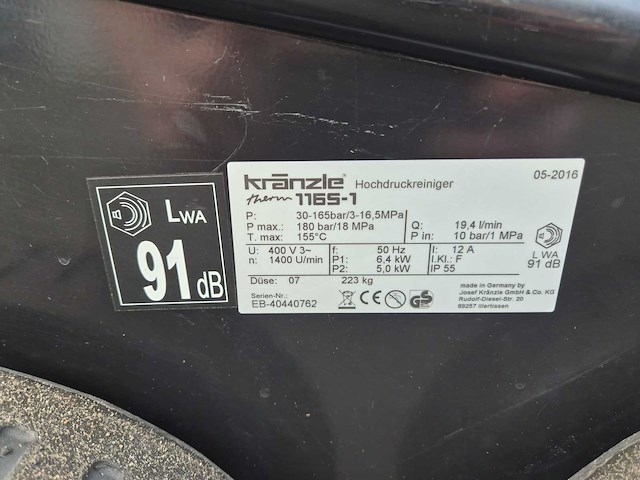 LWA
91 dB
kränzle Hochdruckreiniger 05-2016
therm 1165-1
P: 30-165bar/3-16,5MPa Q: 19,4 l/min
P max.: 180 bar/18 MPa P in: 10 bar/1 MPa
T. max: 155°C
U: 400 V 3~ f: 50 Hz I: 12 A
n: 1400 U/min P1: 6,4 kW I.Kl.: F
P2: 5,0 kW IP 55
L WA
91 dB
Düse: 07 223 kg
Serien-Nr.:
EB-40440762
CE
GS
made in Germany by
Josef Kränzle GmbH & Co. KG
Rudolf-Diesel-Str. 20
89257 Illertissen